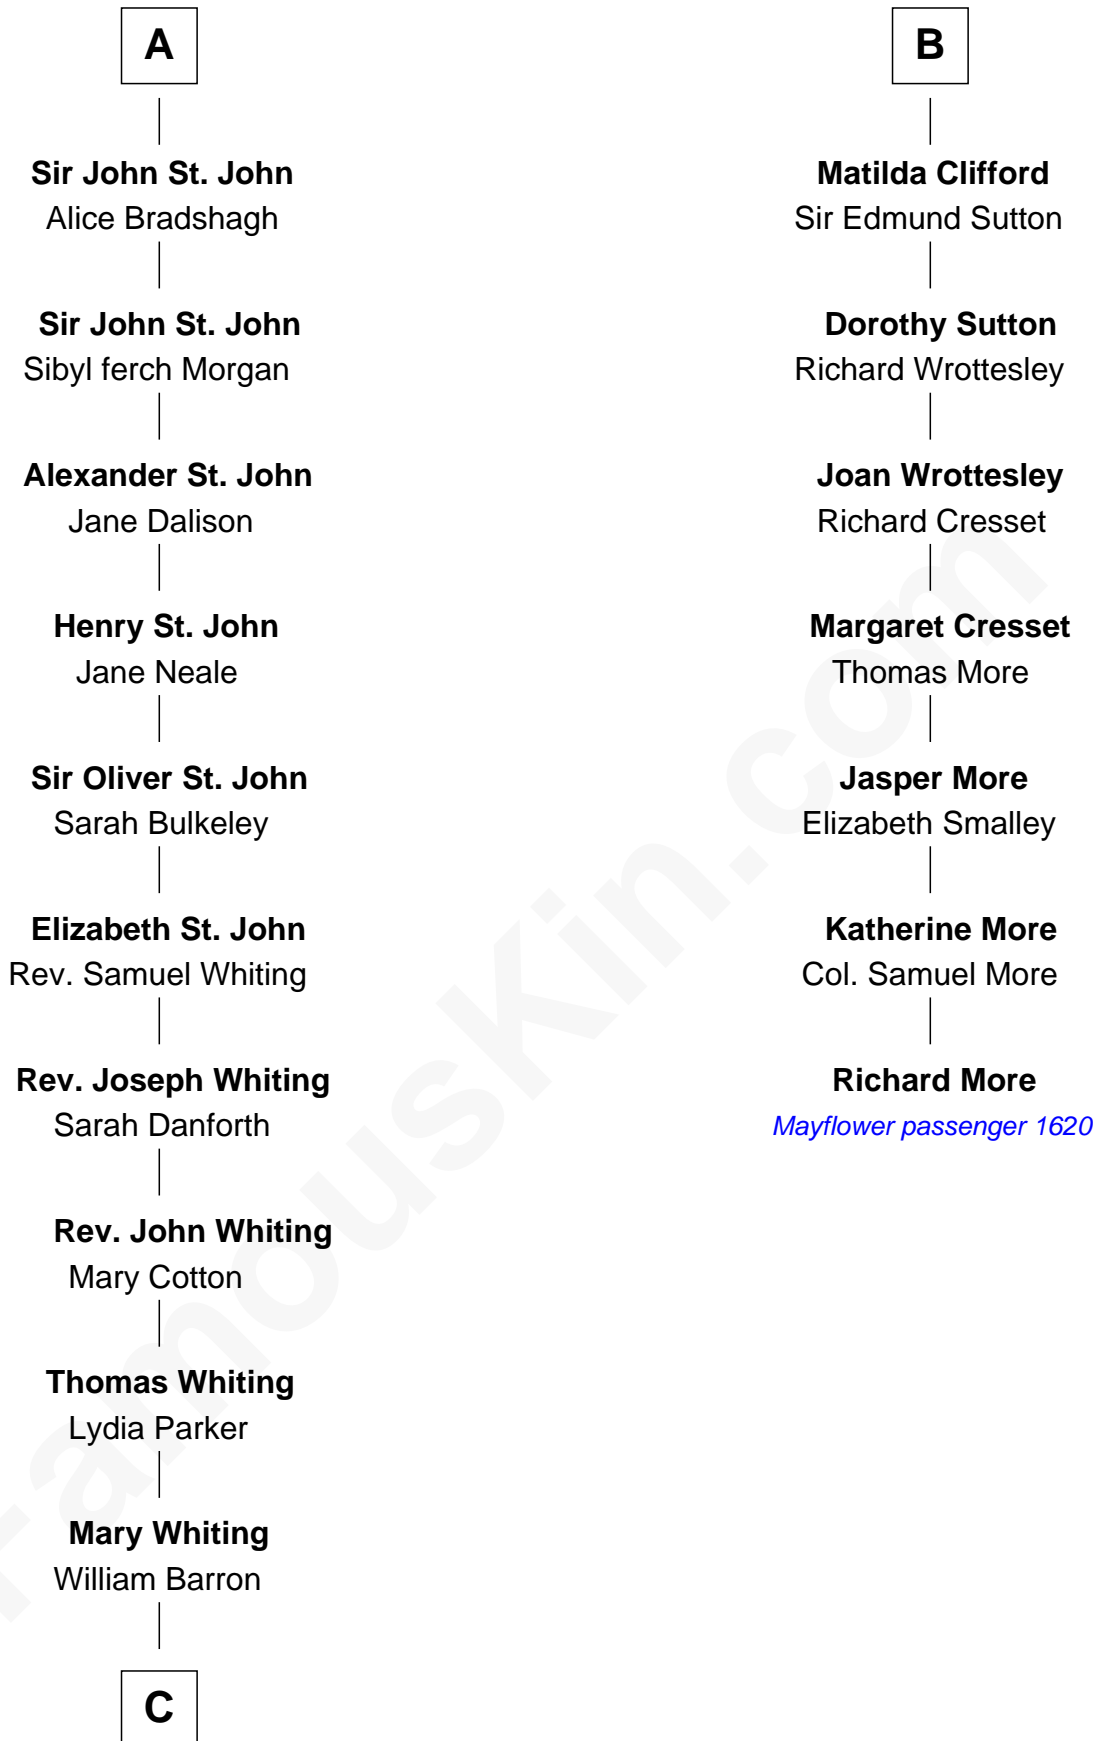 A
Sir John St. John
Alice Bradshagh
Sir John St. John
Sibyl ferch Morgan
Alexander St. John
Jane Dalison
Henry St. John
Jane Neale
Sir Oliver St. John
Sarah Bulkeley
Elizabeth St. John
Rev. Samuel Whiting
Rev. Joseph Whiting
Sarah Danforth
Rev. John Whiting
Mary Cotton
Thomas Whiting
Lydia Parker
Mary Whiting
William Barron
C
B
Matilda Clifford
Sir Edmund Sutton
Dorothy Sutton
Richard Wrottesley
Joan Wrottesley
Richard Cresset
Margaret Cresset
Thomas More
Jasper More
Elizabeth Smalley
Katherine More
Col. Samuel More
Richard More
Mayflower passenger 1620
FamousKin.com